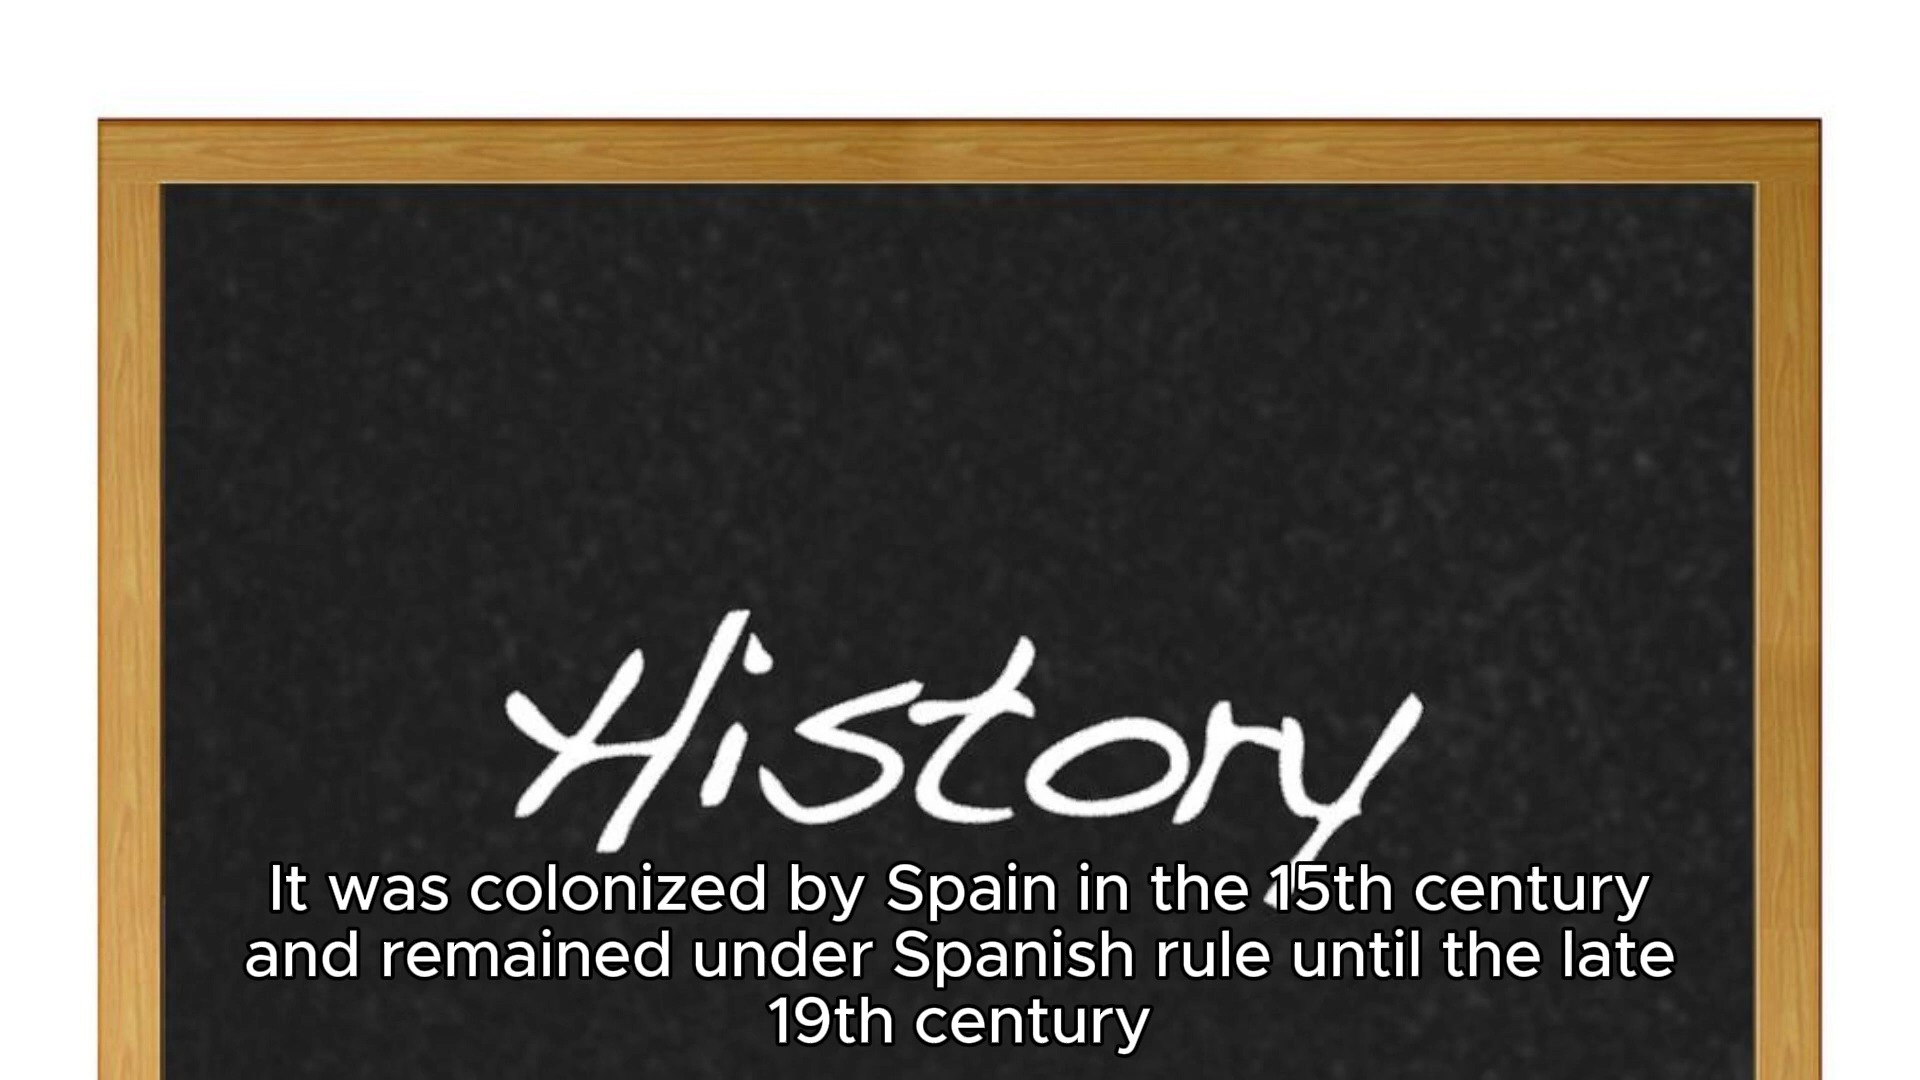 History
It was colonized by Spain in the 15th century
and remained under Spanish rule until the late
19th century